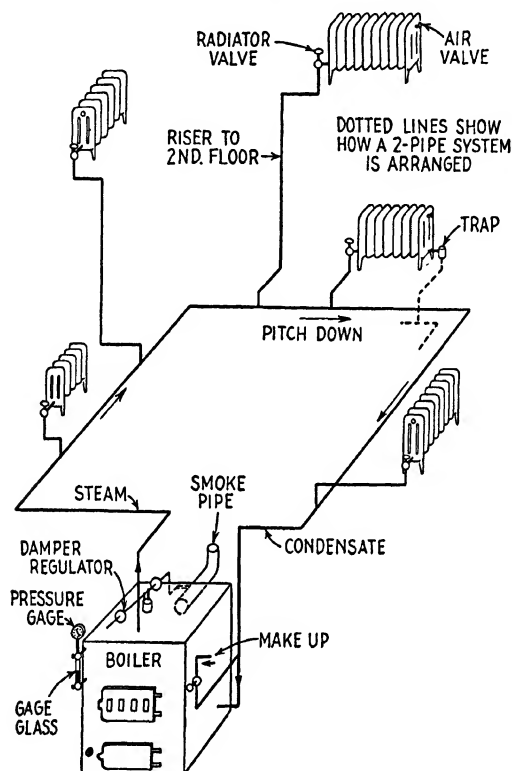 RADIATOR
VALVE
AIR
VALVE
RISER TO
2ND. FLOOR
DOTTED LINES SHOW
HOW A 2-PIPE SYSTEM
IS ARRANGED
TRAP
PITCH DOWN
STEAM
SMOKE
PIPE
CONDENSATE
DAMPER
REGULATOR
PRESSURE
GAGE
MAKE UP
BOILER
GAGE
GLASS